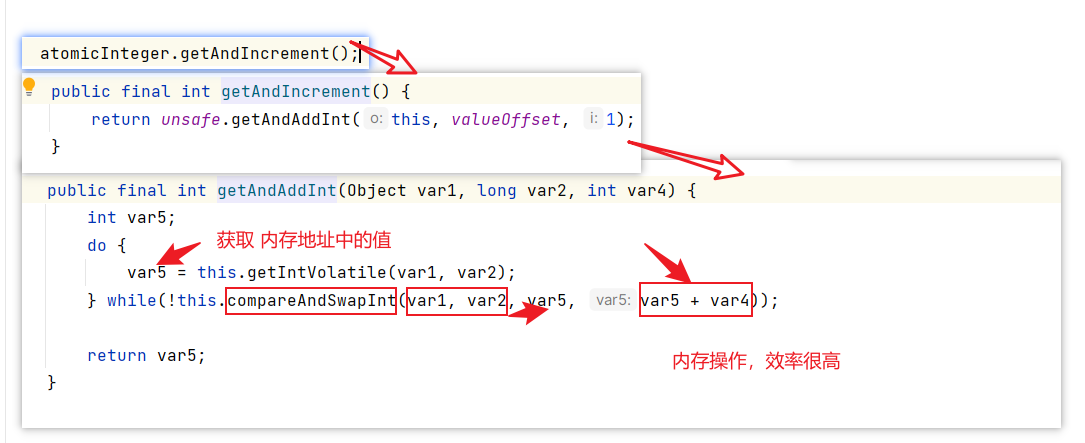 atomicInteger.getAndIncrement();
public final int getAndIncrement() {
return unsafe.getAndAddInt( o: this, valueOffset, i: 1);
}
public final int getAndAddInt(Object var1, long var2, int var4) {
int var5;
do {
获取 内存地址中的值
var5 = this.getIntVolatile(var1, var2);
} while(!this.compareAndSwapInt(var1, var2, var5, var5: var5 + var4));
return var5;
内存操作，效率很高
}